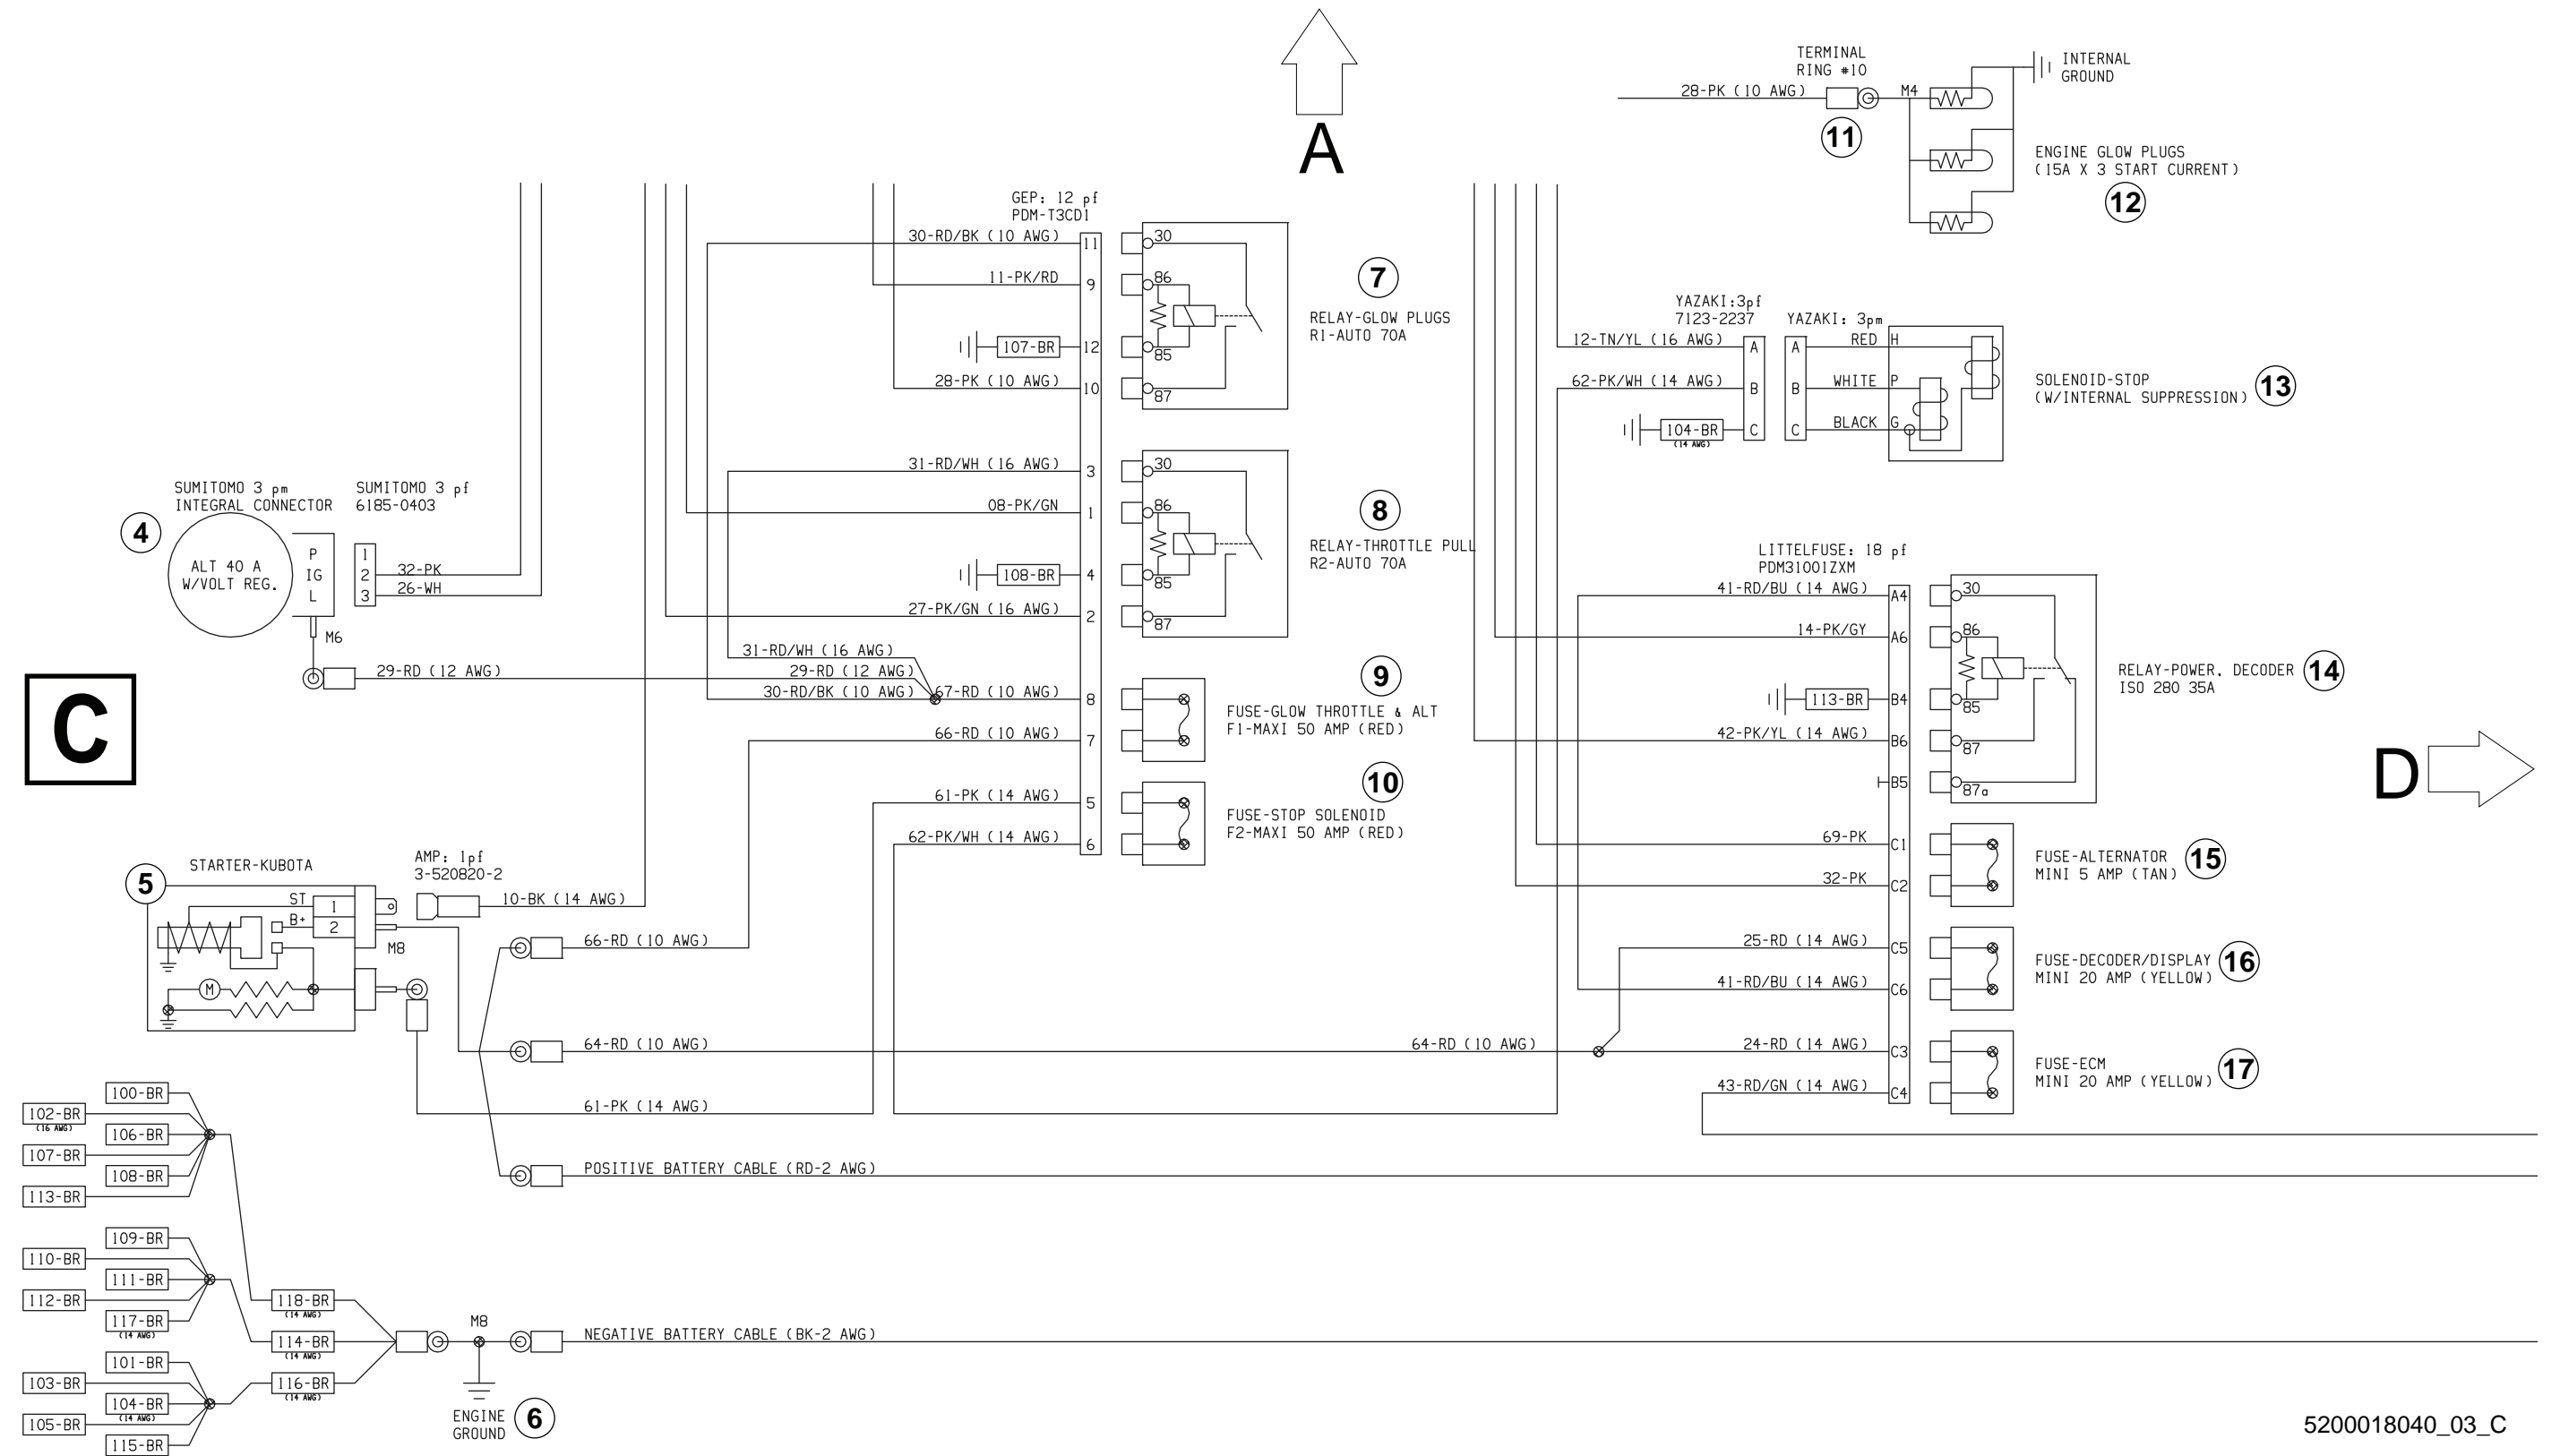 A
TERMINAL
RING #10
28-PK (10 AWG)
M4
INTERNAL
GROUND
11
ENGINE GLOW PLUGS
(15A X 3 START CURRENT)
12
GEP: 12 pf
PDM-T3CD1
30-RD/BK (10 AWG)
11
30
11-PK/RD
9
86
7
RELAY-GLOW PLUGS
R1-AUTO 70A
107-BR
12
85
28-PK (10 AWG)
10
87
YAZAKI:3pf
7123-2237
YAZAKI: 3pm
12-TN/YL (16 AWG)
A
A
RED
H
62-PK/WH (14 AWG)
B
B
WHITE
P
104-BR
(14 AWG)
C
C
BLACK
G
SOLENOID-STOP
(W/INTERNAL SUPPRESSION)
13
31-RD/WH (16 AWG)
3
30
08-PK/GN
1
86
8
RELAY-THROTTLE PULL
R2-AUTO 70A
108-BR
4
85
27-PK/GN (16 AWG)
2
87
SUMITOMO 3 pm
INTEGRAL CONNECTOR
SUMITOMO 3 pf
6185-0403
4
ALT 40 A
W/VOLT REG.
P
IG
L
1
2
3
32-PK
26-WH
M6
29-RD (12 AWG)
31-RD/WH (16 AWG)
29-RD (12 AWG)
30-RD/BK (10 AWG)
67-RD (10 AWG)
8
9
FUSE-GLOW THROTTLE & ALT
F1-MAXI 50 AMP (RED)
66-RD (10 AWG)
7
10
61-PK (14 AWG)
5
FUSE-STOP SOLENOID
F2-MAXI 50 AMP (RED)
62-PK/WH (14 AWG)
6
C
LITTELFUSE: 18 pf
PDM31001ZXM
41-RD/BU (14 AWG)
A4
30
14-PK/GY
A6
86
RELAY-POWER, DECODER
ISO 280 35A
14
113-BR
B4
85
42-PK/YL (14 AWG)
B6
87
B5
87a
D
69-PK
C1
32-PK
C2
FUSE-ALTERNATOR
MINI 5 AMP (TAN)
15
25-RD (14 AWG)
C5
41-RD/BU (14 AWG)
C6
FUSE-DECODER/DISPLAY
MINI 20 AMP (YELLOW)
16
64-RD (10 AWG)
24-RD (14 AWG)
C3
43-RD/GN (14 AWG)
C4
FUSE-ECM
MINI 20 AMP (YELLOW)
17
STARTER-KUBOTA
5
AMP: 1pf
3-520820-2
ST
1
B+
2
M8
M
10-BK (14 AWG)
66-RD (10 AWG)
64-RD (10 AWG)
61-PK (14 AWG)
POSITIVE BATTERY CABLE (RD-2 AWG)
100-BR
102-BR
(16 AWG)
106-BR
107-BR
108-BR
113-BR
109-BR
110-BR
111-BR
112-BR
117-BR
(14 AWG)
101-BR
103-BR
104-BR
(14 AWG)
105-BR
115-BR
118-BR
(14 AWG)
114-BR
(14 AWG)
116-BR
(14 AWG)
M8
NEGATIVE BATTERY CABLE (BK-2 AWG)
ENGINE
GROUND
6
5200018040_03_C